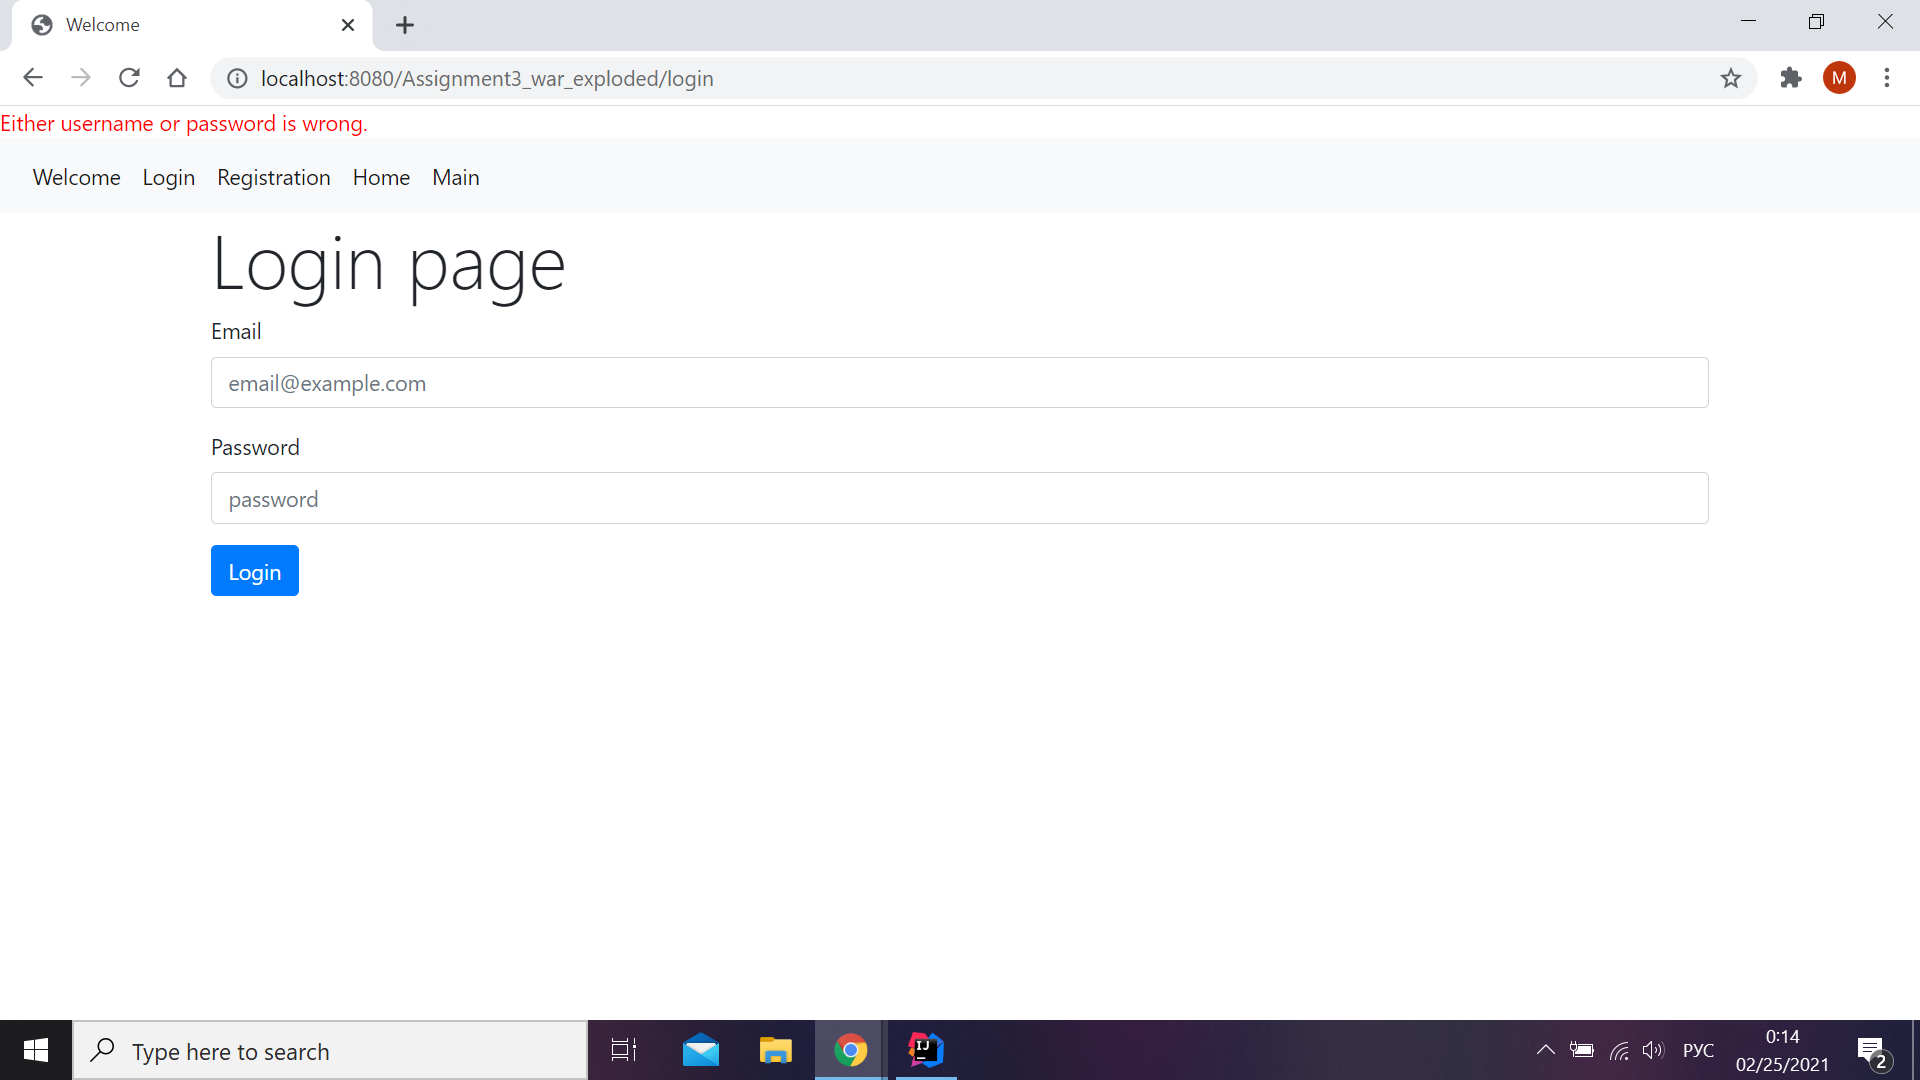 Welcome
localhost:8080/Assignment3_war_exploded/login
M
Either username or password is wrong.
Welcome Login Registration Home Main
Login page
Email
email@example.com
Password
password
Login
Type here to search
IJ
РУС
0:14
02/25/2021
2